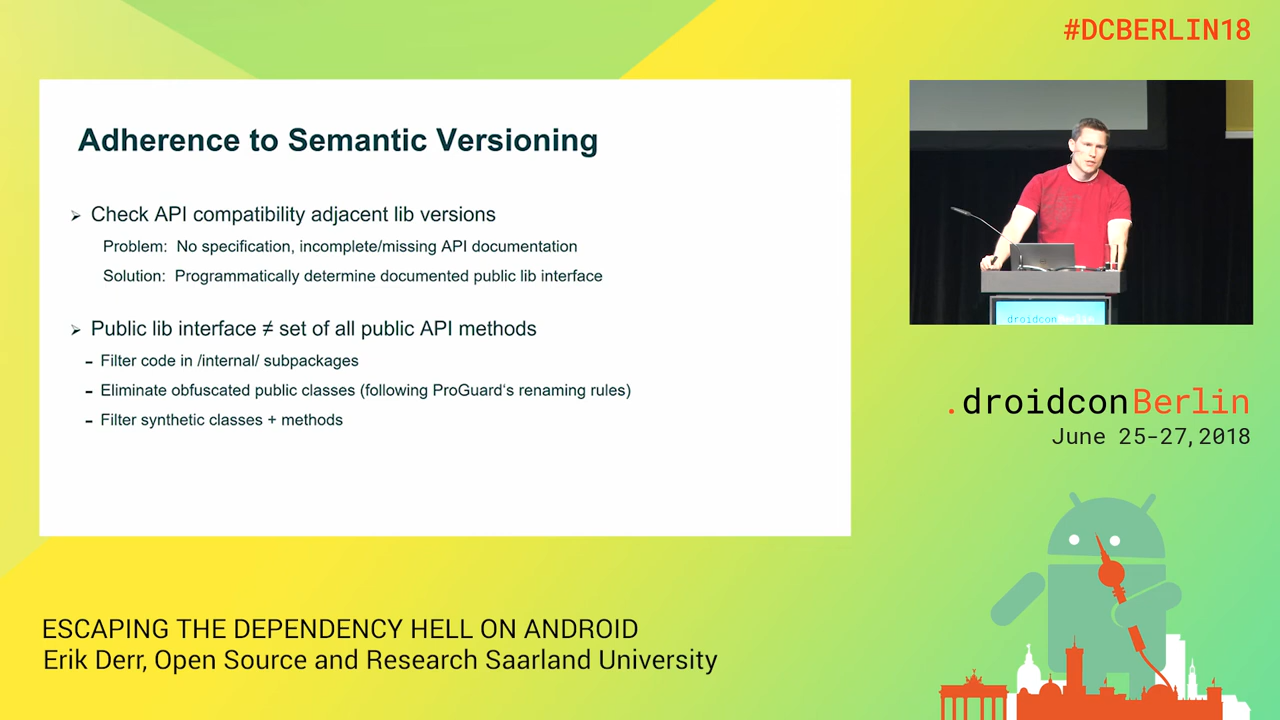 #DCBERLIN18
Adherence to Semantic Versioning
➢ Check API compatibility adjacent lib versions
Problem: No specification, incomplete/missing API documentation
Solution: Programmatically determine documented public lib interface
➢ Public lib interface ≠ set of all public API methods
– Filter code in /internal/ subpackages
– Eliminate obfuscated public classes (following ProGuard‘s renaming rules)
– Filter synthetic classes + methods
droidcon Berlin
.droidconBerlin
June 25-27, 2018
ESCAPING THE DEPENDENCY HELL ON ANDROID
Erik Derr, Open Source and Research Saarland University